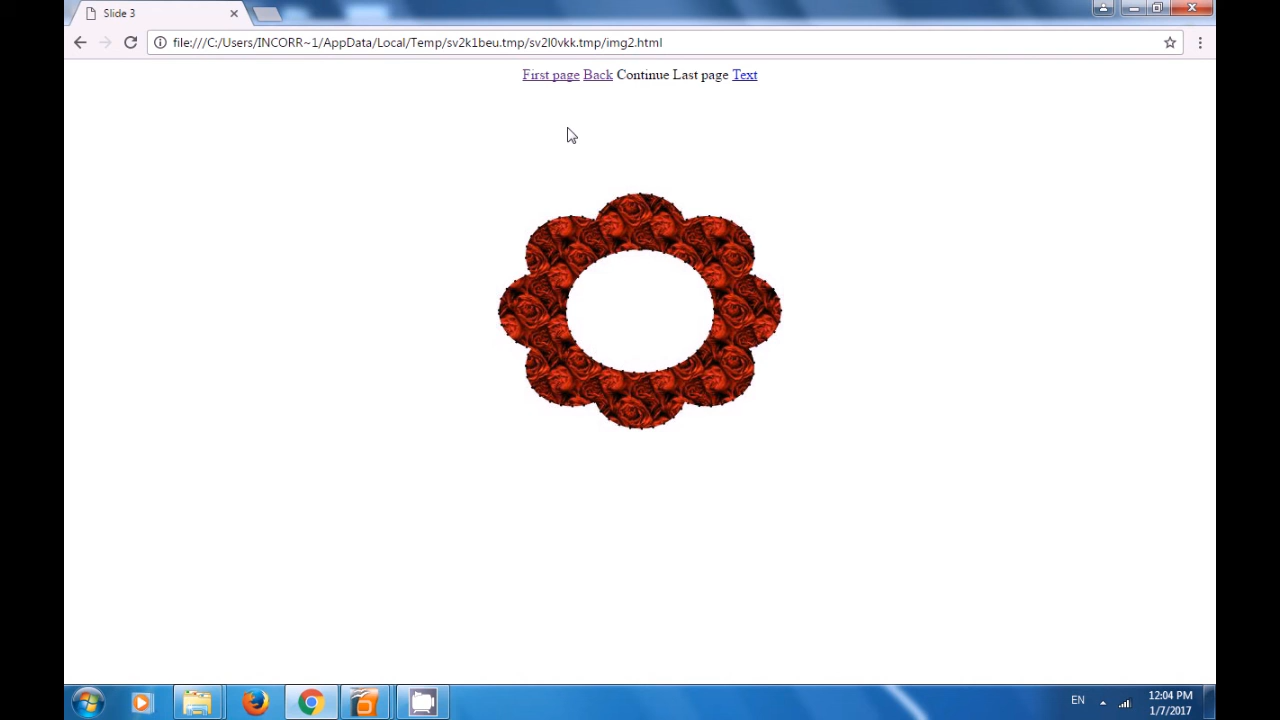 Slide 3
file:///C:/Users/INCORR~1/AppData/Local/Temp/sv2k1beu.tmp/sv2l0vkk.tmp/img2.html
First page Back Continue Last page Text
EN
12:04 PM
1/7/2017